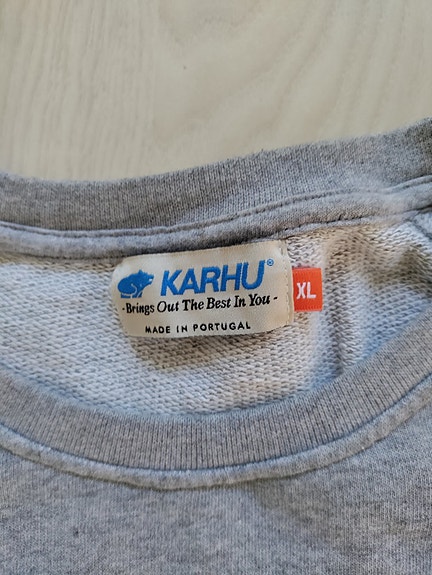 KARHU®
-Brings Out The Best In You-
MADE IN PORTUGAL
XL